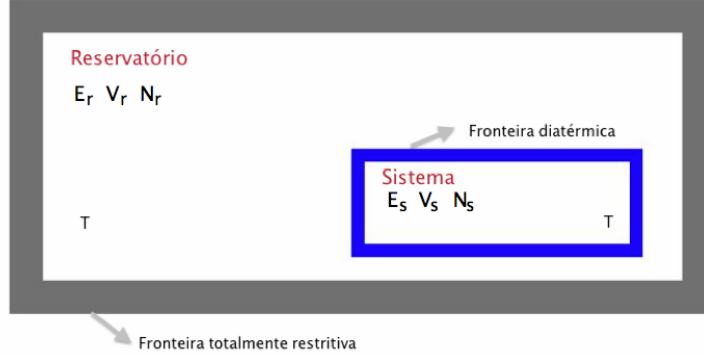 Reservatório
Er Vr Nr
Fronteira diatérmica
Sistema
Es Vs Ns
T
T
Fronteira totalmente restritiva